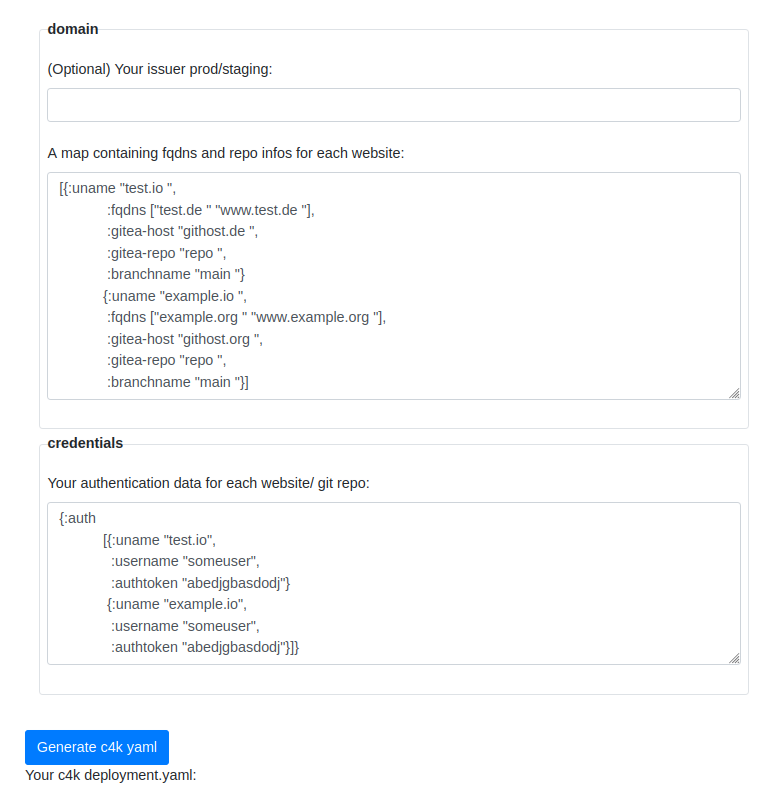 domain
(Optional) Your issuer prod/staging:
A map containing fqdns and repo infos for each website:
[{:uname "test.io ",
:fqdns ["test.de " "www.test.de "],
:gitea-host "githost.de ",
:gitea-repo "repo ",
:branchname "main "}
{:uname "example.io ",
:fqdns ["example.org " "www.example.org "],
:gitea-host "githost.org ",
:gitea-repo "repo ",
:branchname "main "}]
credentials
Your authentication data for each website/ git repo:
{:auth
[{:uname "test.io",
:username "someuser",
:authtoken "abedjgbasdodj"}
{:uname "example.io",
:username "someuser",
:authtoken "abedjgbasdodj"}]}
Generate c4k yaml
Your c4k deployment.yaml: